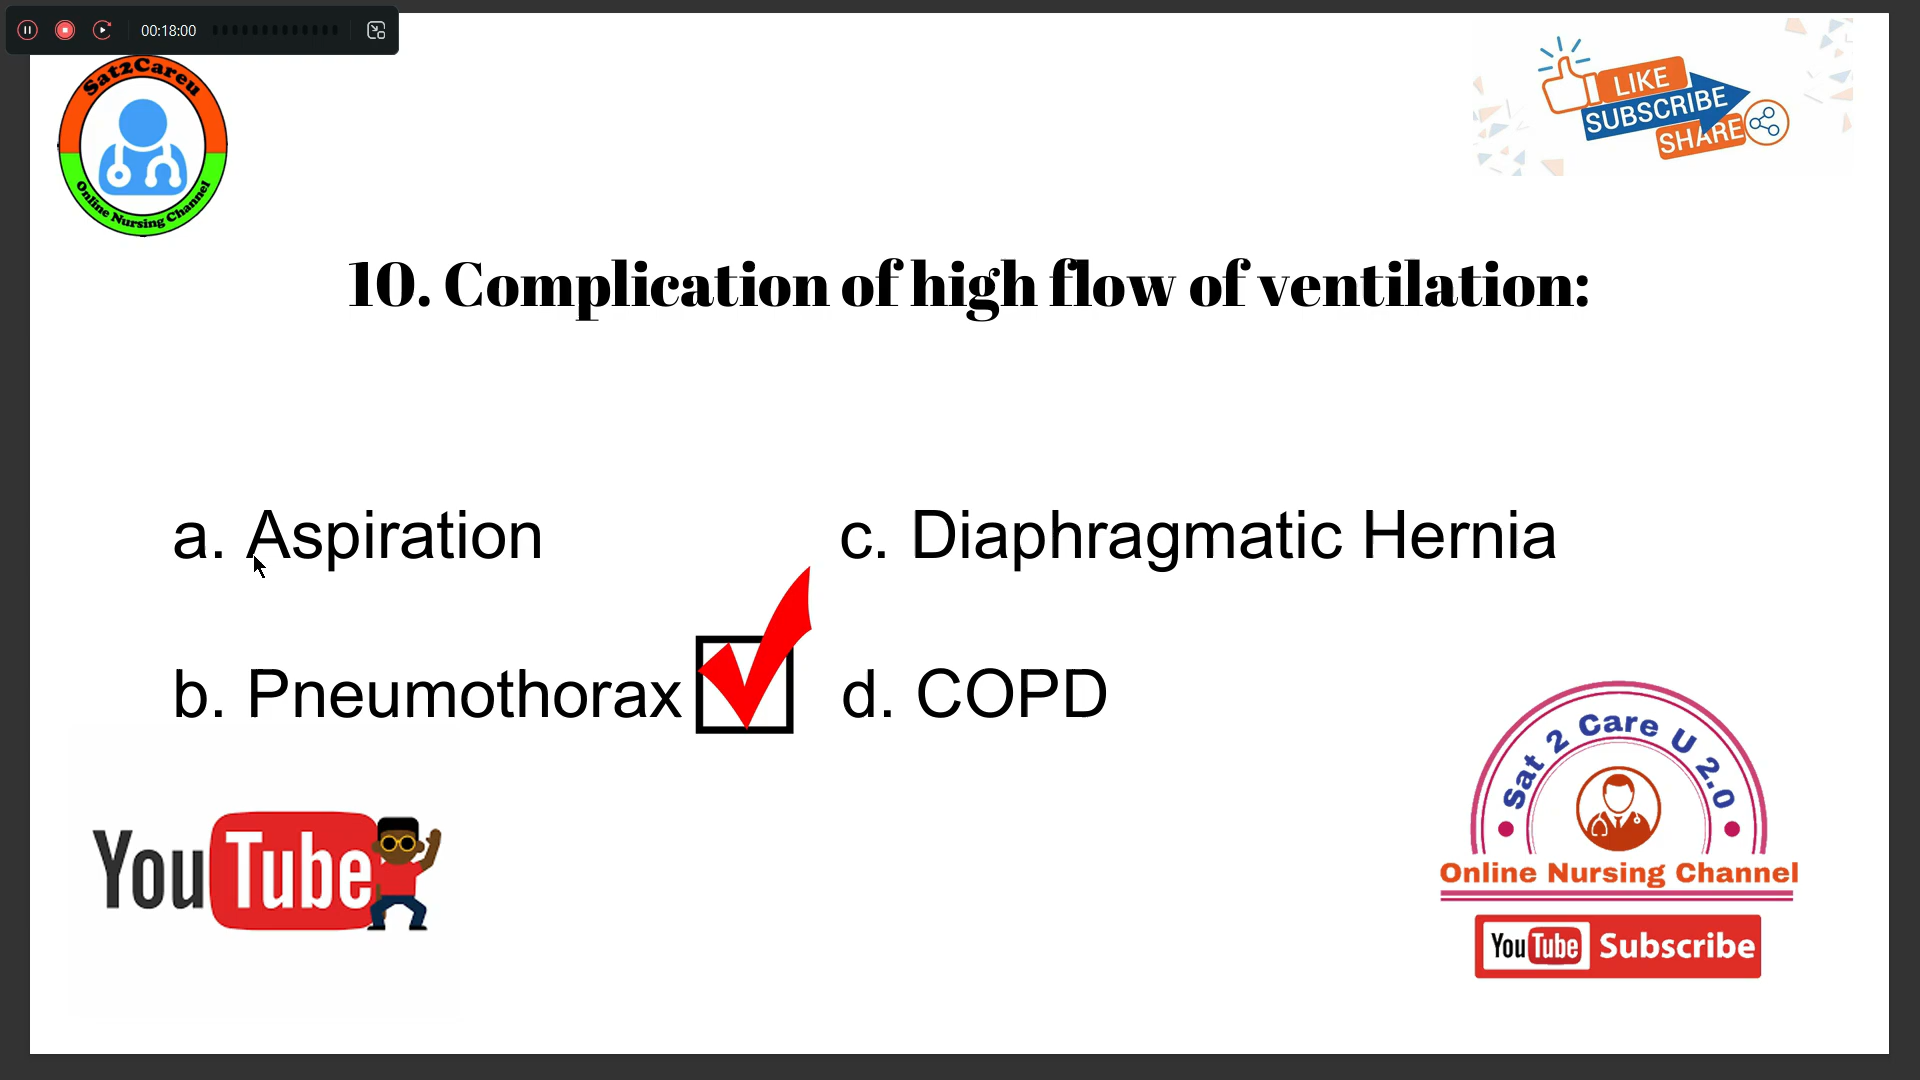 00:18:00
Sat2Careu
Online Nursing Channel
LIKE
SUBSCRIBE
SHARE
10. Complication of high flow of ventilation:
a. Aspiration
c. Diaphragmatic Hernia
b. Pneumothorax
d. COPD
YouTube
Sat 2 Care U 2.0
Online Nursing Channel
YouTube Subscribe